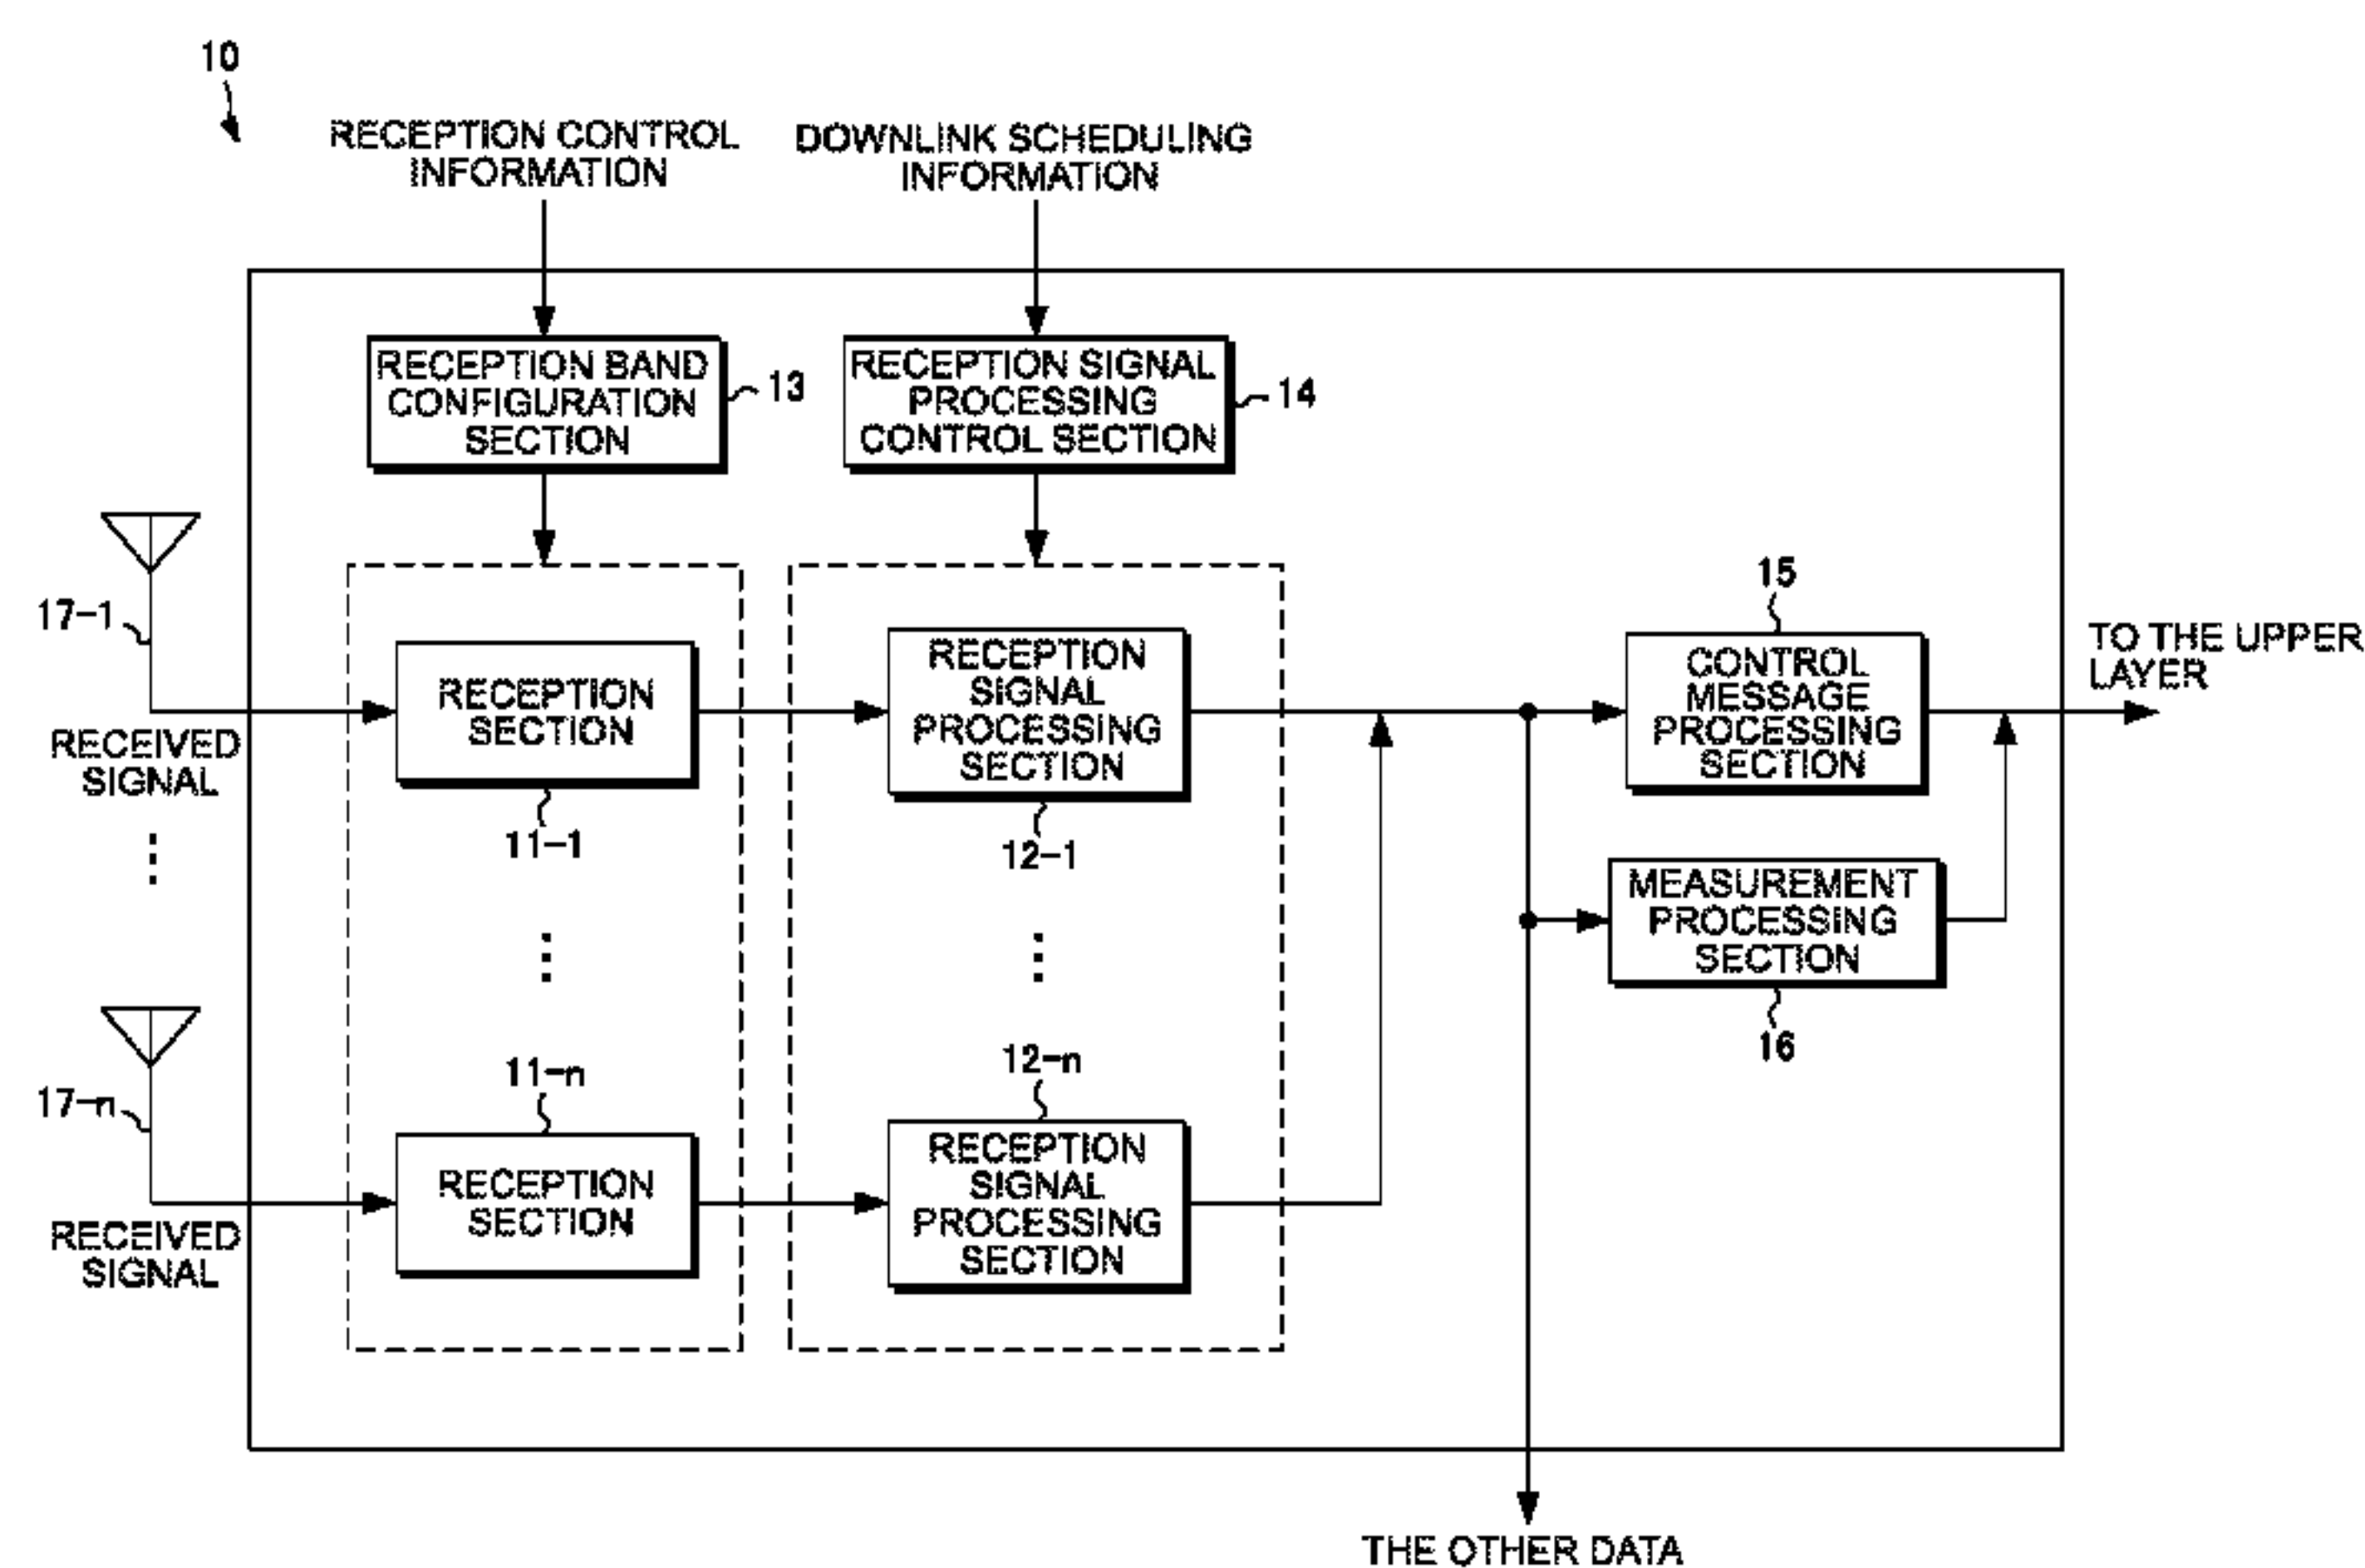 10
RECEPTION CONTROL
INFORMATION
DOWNLINK SCHEDULING
INFORMATION
RECEPTION BAND
CONFIGURATION
SECTION
13
RECEPTION SIGNAL
PROCESSING
CONTROL SECTION
14
17-1
RECEIVED
SIGNAL
RECEPTION
SECTION
11-1
RECEPTION
SIGNAL
PROCESSING
SECTION
12-1
15
CONTROL
MESSAGE
PROCESSING
SECTION
TO THE UPPER
LAYER
MEASUREMENT
PROCESSING
SECTION
16
17-n
RECEIVED
SIGNAL
11-n
RECEPTION
SECTION
12-n
RECEPTION
SIGNAL
PROCESSING
SECTION
THE OTHER DATA